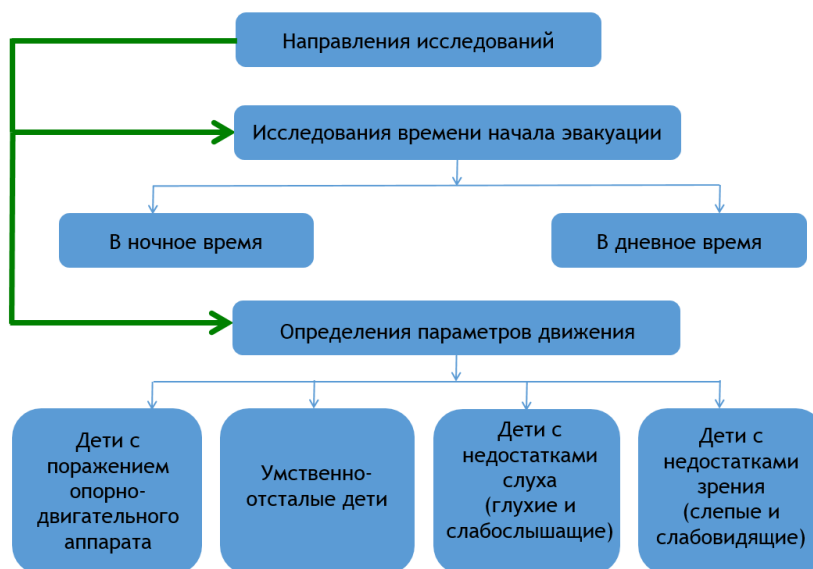 Направления исследований
Исследования времени начала эвакуации
В ночное время
В дневное время
Определения параметров движения
Дети с
поражением
опорно-
двигательного
аппарата
Умственно-
отсталые дети
Дети с
недостатками
слуха
(глухие и
слабослышащие)
Дети с
недостатками
зрения
(слепые и
слабовидящие)